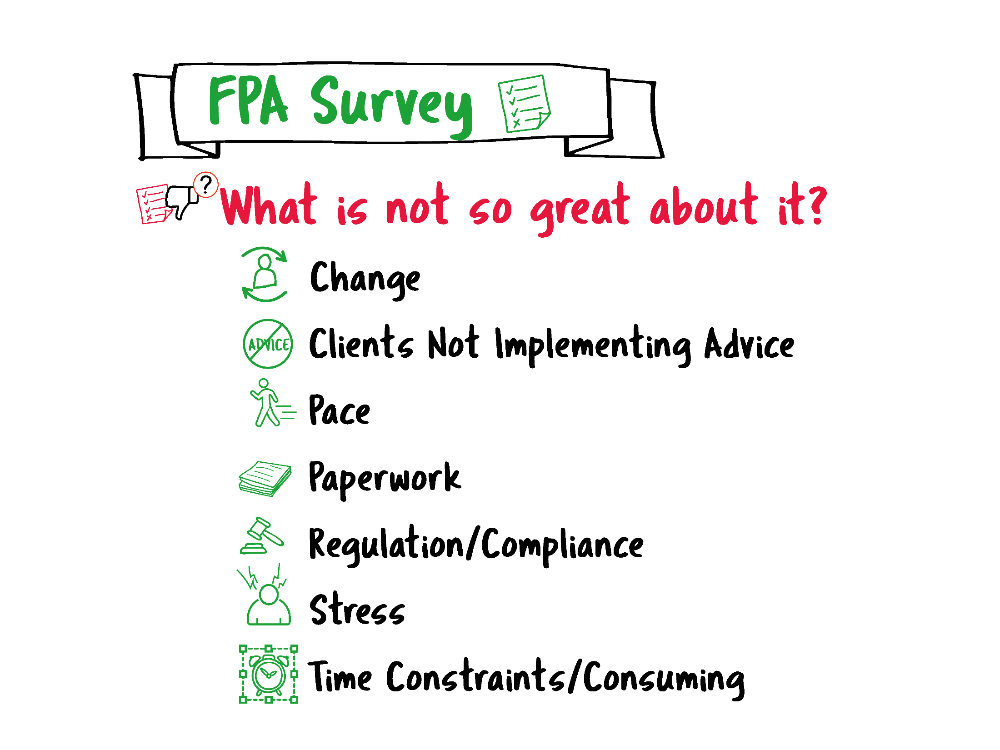 FPA Survey
?
What is not so great about it?
Change
ADVICE
Clients Not Implementing Advice
Pace
Paperwork
Regulation/Compliance
Stress
Time Constraints/Consuming